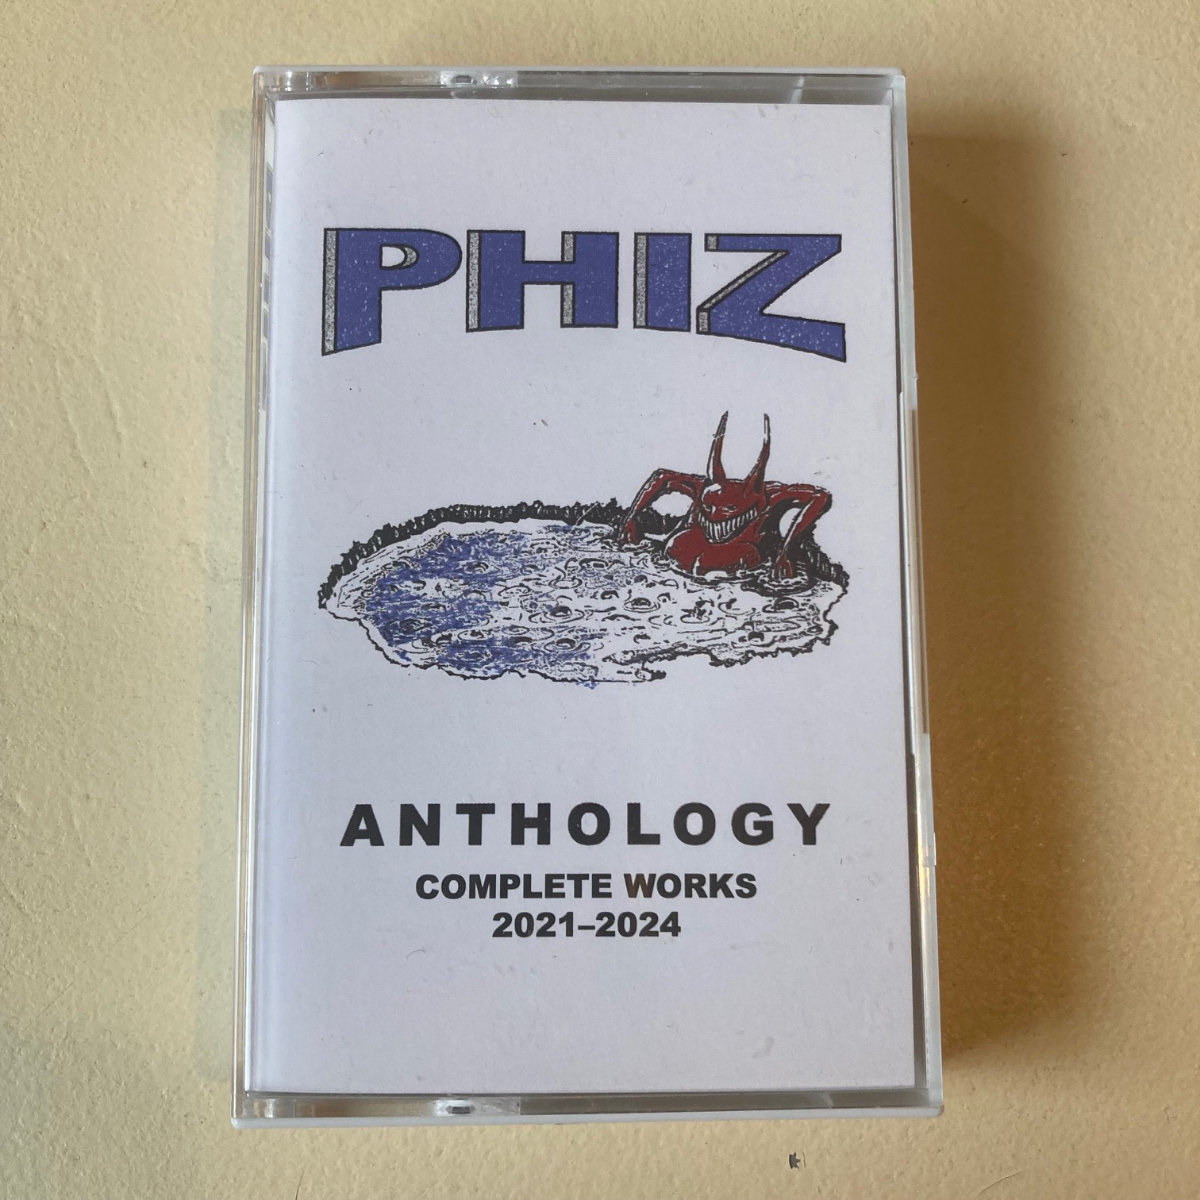 PHIZ
ANTHOLOGY
COMPLETE WORKS
2021–2024